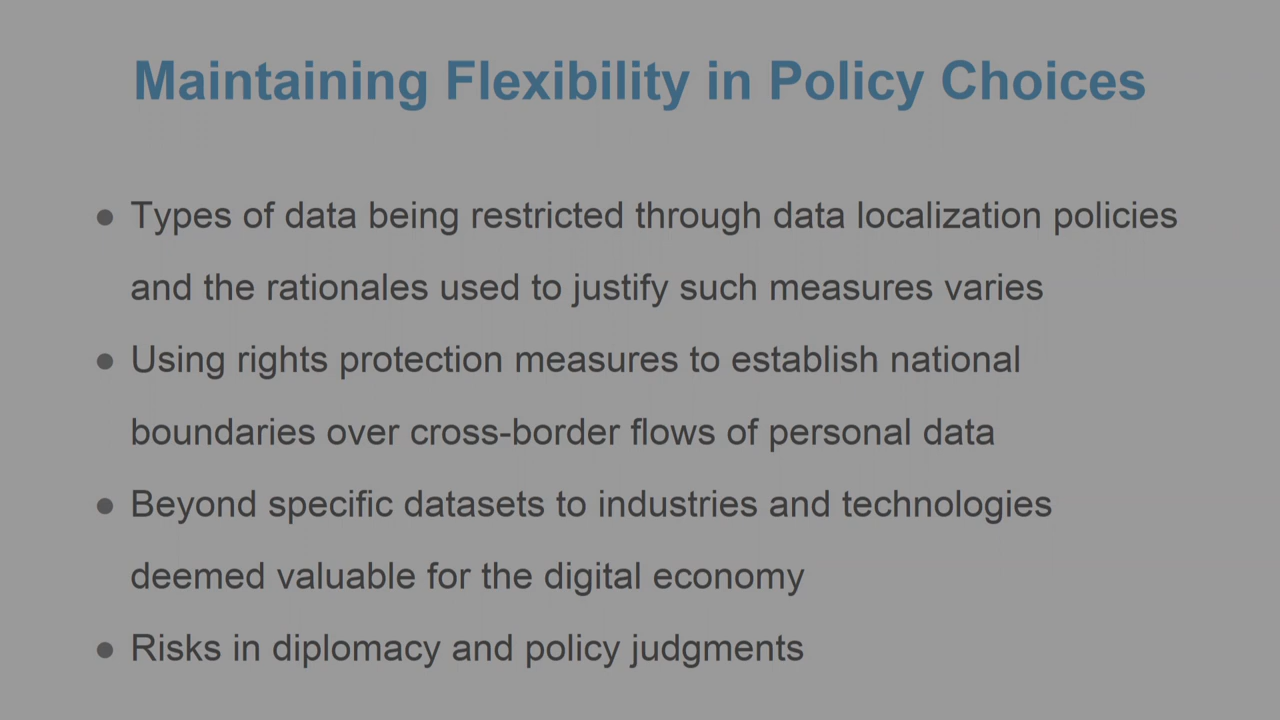 Maintaining Flexibility in Policy Choices
● Types of data being restricted through data localization policies
and the rationales used to justify such measures varies
● Using rights protection measures to establish national
boundaries over cross-border flows of personal data
● Beyond specific datasets to industries and technologies
deemed valuable for the digital economy
● Risks in diplomacy and policy judgments